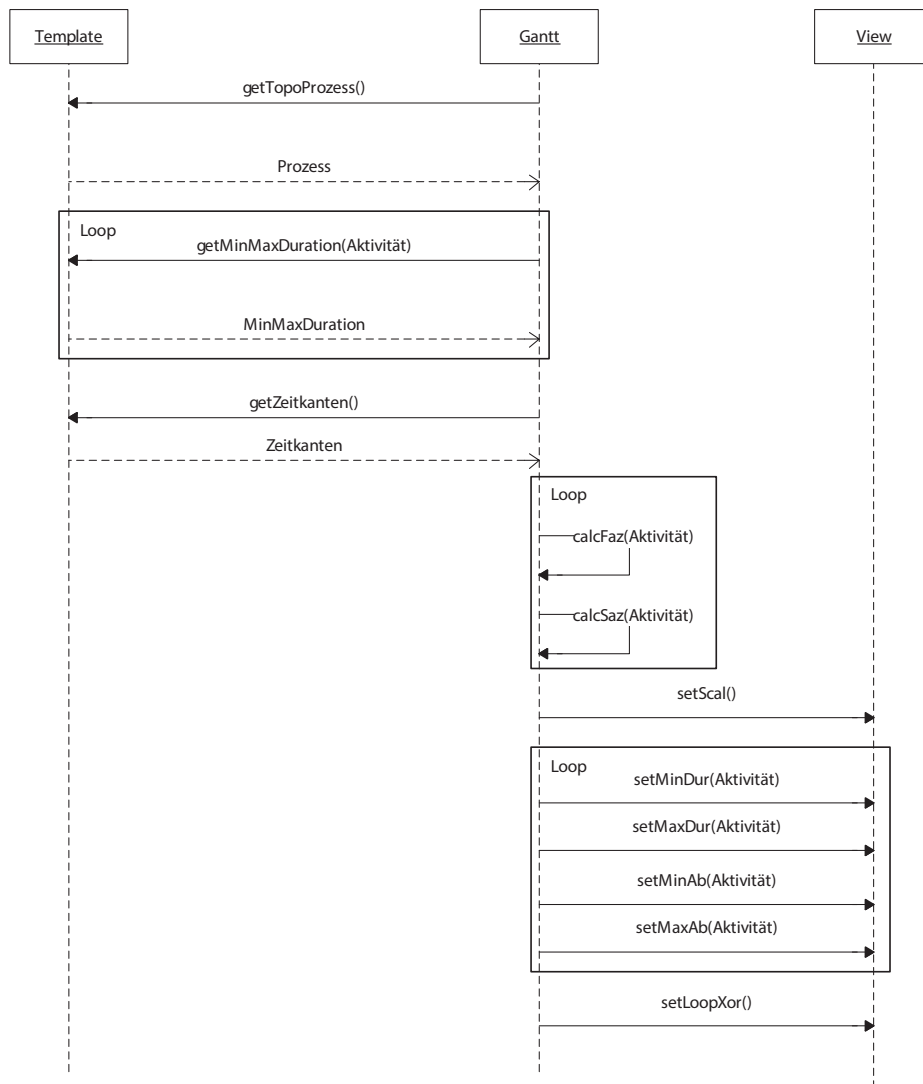 Template
Gantt
View
getTopoProzess()
Prozess
Loop
getMinMaxDuration(Aktivität)
MinMaxDuration
getZeitkanten()
Zeitkanten
Loop
calcFaz(Aktivität)
calcSaz(Aktivität)
setScal()
Loop
setMinDur(Aktivität)
setMaxDur(Aktivität)
setMinAb(Aktivität)
setMaxAb(Aktivität)
setLoopXor()